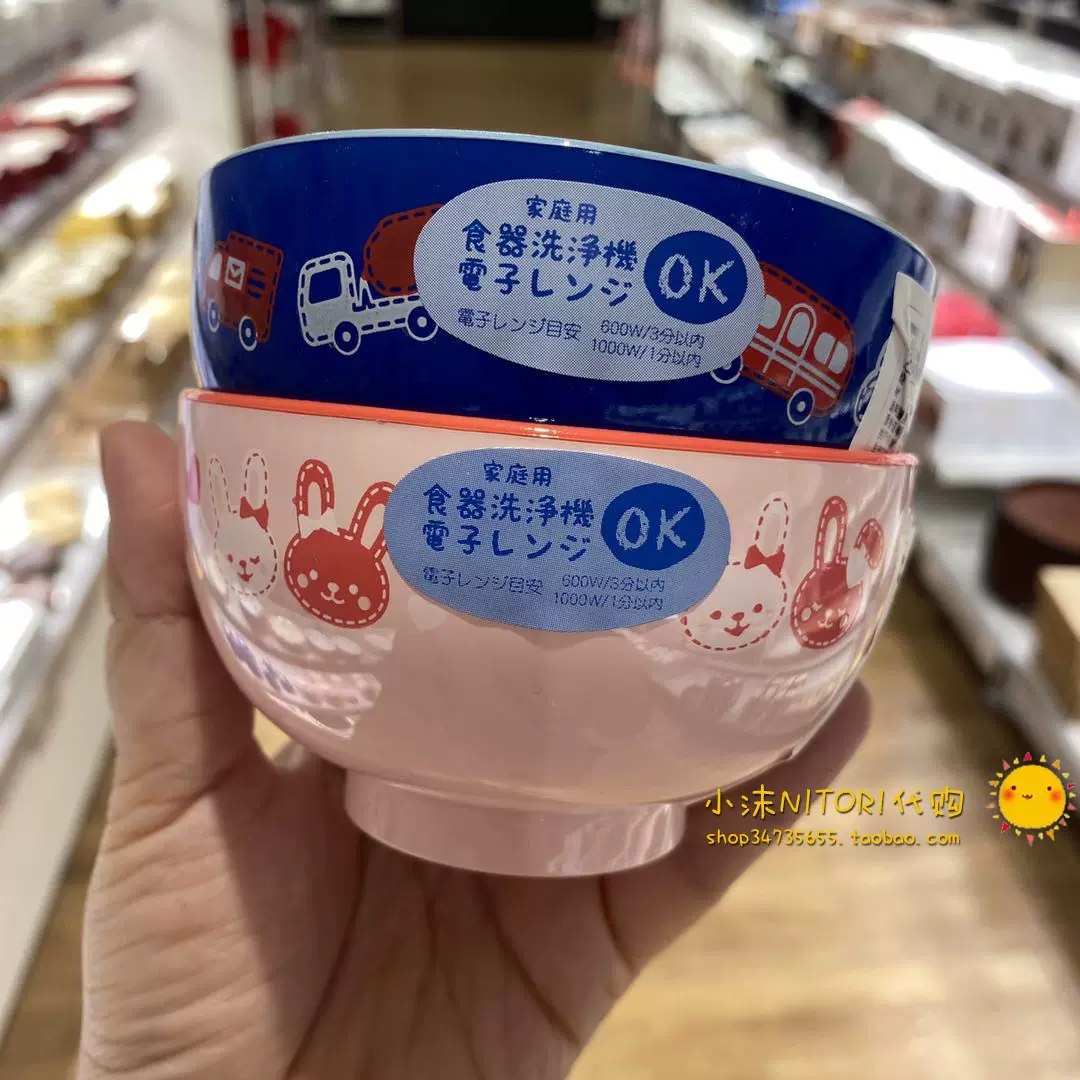 家庭用
食器洗浄機
電子レンジ
OK
電子レンジ目安 600W/3分以内
1000W/1分以内
家庭用
食器洗浄機
電子レンジ
OK
電子レンジ目安 600W/3分以内
1000W/1分以内
小沫NITORI代购
shop34735655.taobao.com